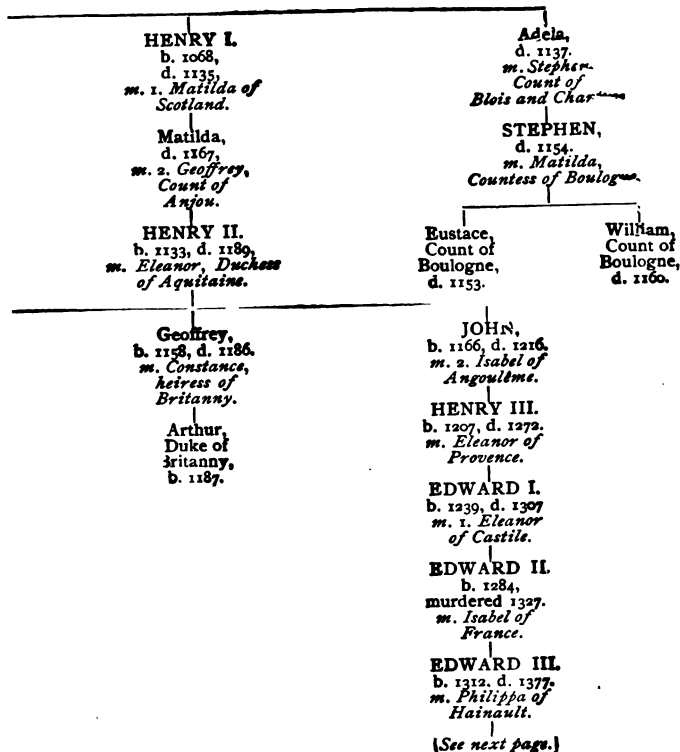 HENRY I.
b. 1068,
d. 1135,
m. 1. Matilda of
Scotland.
Matilda,
d. 1167,
m. 2. Geoffrey,
Count of
Anjou.
HENRY II.
b. 1133, d. 1189,
m. Eleanor, Duchess
of Aquitaine.
Adela,
d. 1137.
m. Stephen
Count of
Blois and
STEPHEN,
d. 1154.
m. Matilda,
Countess of Boulogne.
Eustace,
Count of
Boulogne,
d. 1153.
William,
Count of
Boulogne,
d. 1160.
Geoffrey,
b. 1158, d. 1186.
m. Constance,
heiress of
Britanny.
Arthur,
Duke of
Britanny,
b. 1187.
JOHN,
b. 1166, d. 1216.
m. 2. Isabel of
Angoulême.
HENRY III.
b. 1207, d. 1272.
m. Eleanor of
Provence.
EDWARD I.
b. 1239, d. 1307
m. 1. Eleanor
of Castile.
EDWARD II.
b. 1284,
murdered 1327.
m. Isabel of
France.
EDWARD III.
b. 1312, d. 1377.
m. Philippa of
Hainault.
(See next page.)